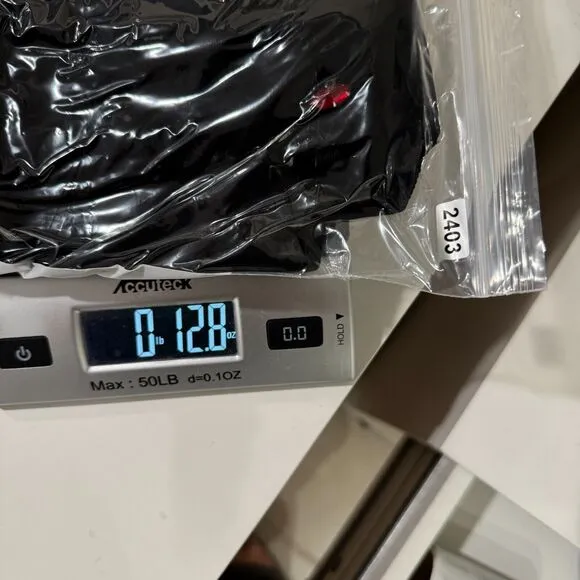 2403
Accuteck
0 lb 12.8 oz
0.0
HOLD
Max : 50LB d=0.1OZ